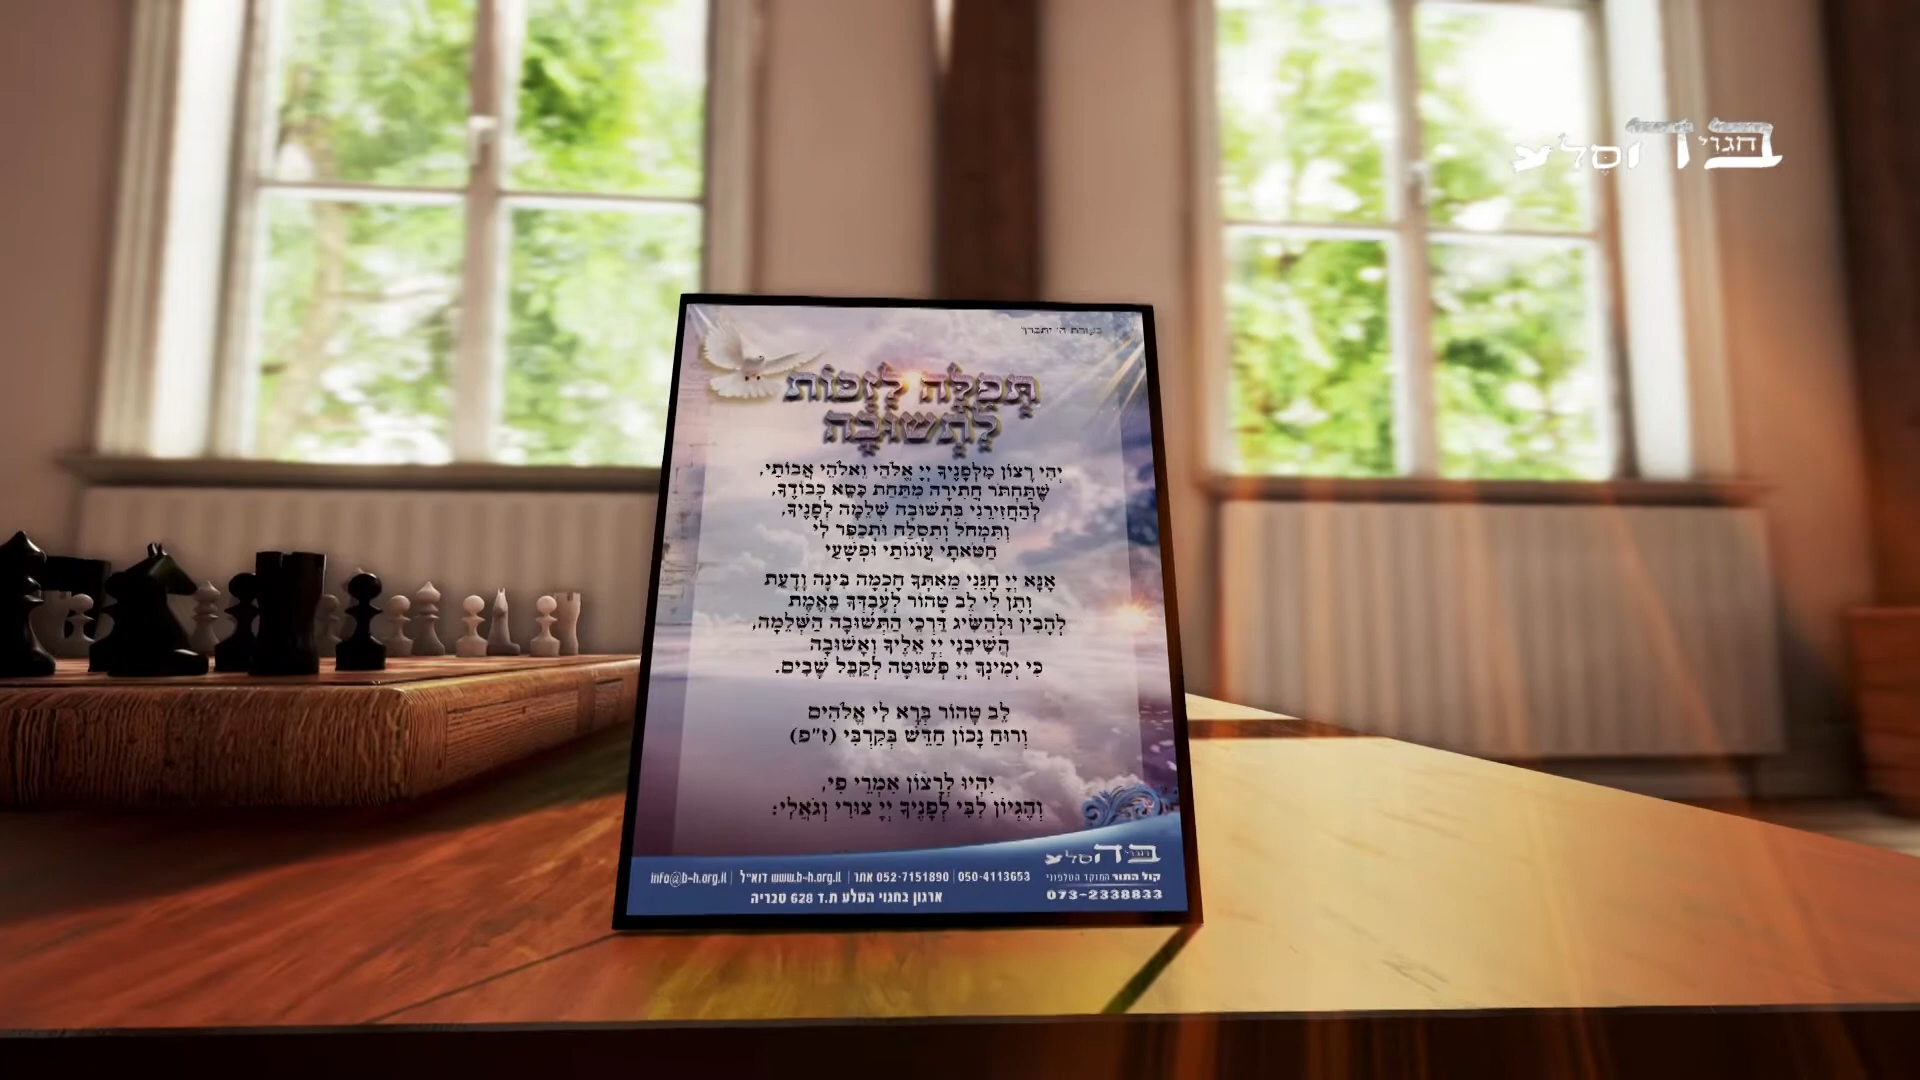 בחגוי הסלע
בעזרת ה' יתברך
תְּפִלָּה לִזְכּוֹת
לִתְשׁוּבָה
יְהִי רָצוֹן מִלְּפָנֶיךָ יְיָ אֱלֹהַי וֵאלֹהֵי אֲבוֹתַי,
שֶׁתַּחְתֹּר חֲתִירָה מִתַּחַת כִּסֵּא כְבוֹדֶךָ,
לְהַחֲזִירֵנִי בִּתְשׁוּבָה שְׁלֵמָה לְפָנֶיךָ,
וְתִמְחֹל וְתִסְלַח וּתְכַפֵּר לִי
חַטֹּאתַי עֲוֹנוֹתַי וּפְשָׁעַי
אָנָּא יְיָ חָנֵּנִי מֵאִתְּךָ חָכְמָה בִּינָה וָדָעַת
וְתֵן לִי לֵב טָהוֹר לְעָבְדְּךָ בֶּאֱמֶת
לְהָבִין וּלְהַשִּׂיג דַּרְכֵי הַתְּשׁוּבָה הַשְּׁלֵמָה,
הֲשִׁיבֵנִי יְיָ אֵלֶיךָ וְאָשׁוּבָה
כִּי יְמִינְךָ יְיָ פְּשׁוּטָה לְקַבֵּל שָׁבִים.
לֵב טָהוֹר בְּרָא לִי אֱלֹהִים
וְרוּחַ נָכוֹן חַדֵּשׁ בְּקִרְבִּי (ז"פ)
יִהְיוּ לְרָצוֹן אִמְרֵי פִי,
וְהֶגְיוֹן לִבִּי לְפָנֶיךָ יְיָ צוּרִי וְגֹאֲלִי:
בחגוי הסלע
קול התור המוקד הטלפוני
073-2338833
050-4113653 | 052-7151890 אתר www.b-h.org.il | דוא"ל info@b-h.org.il
ארגון בחגוי הסלע ת.ד 628 טבריה